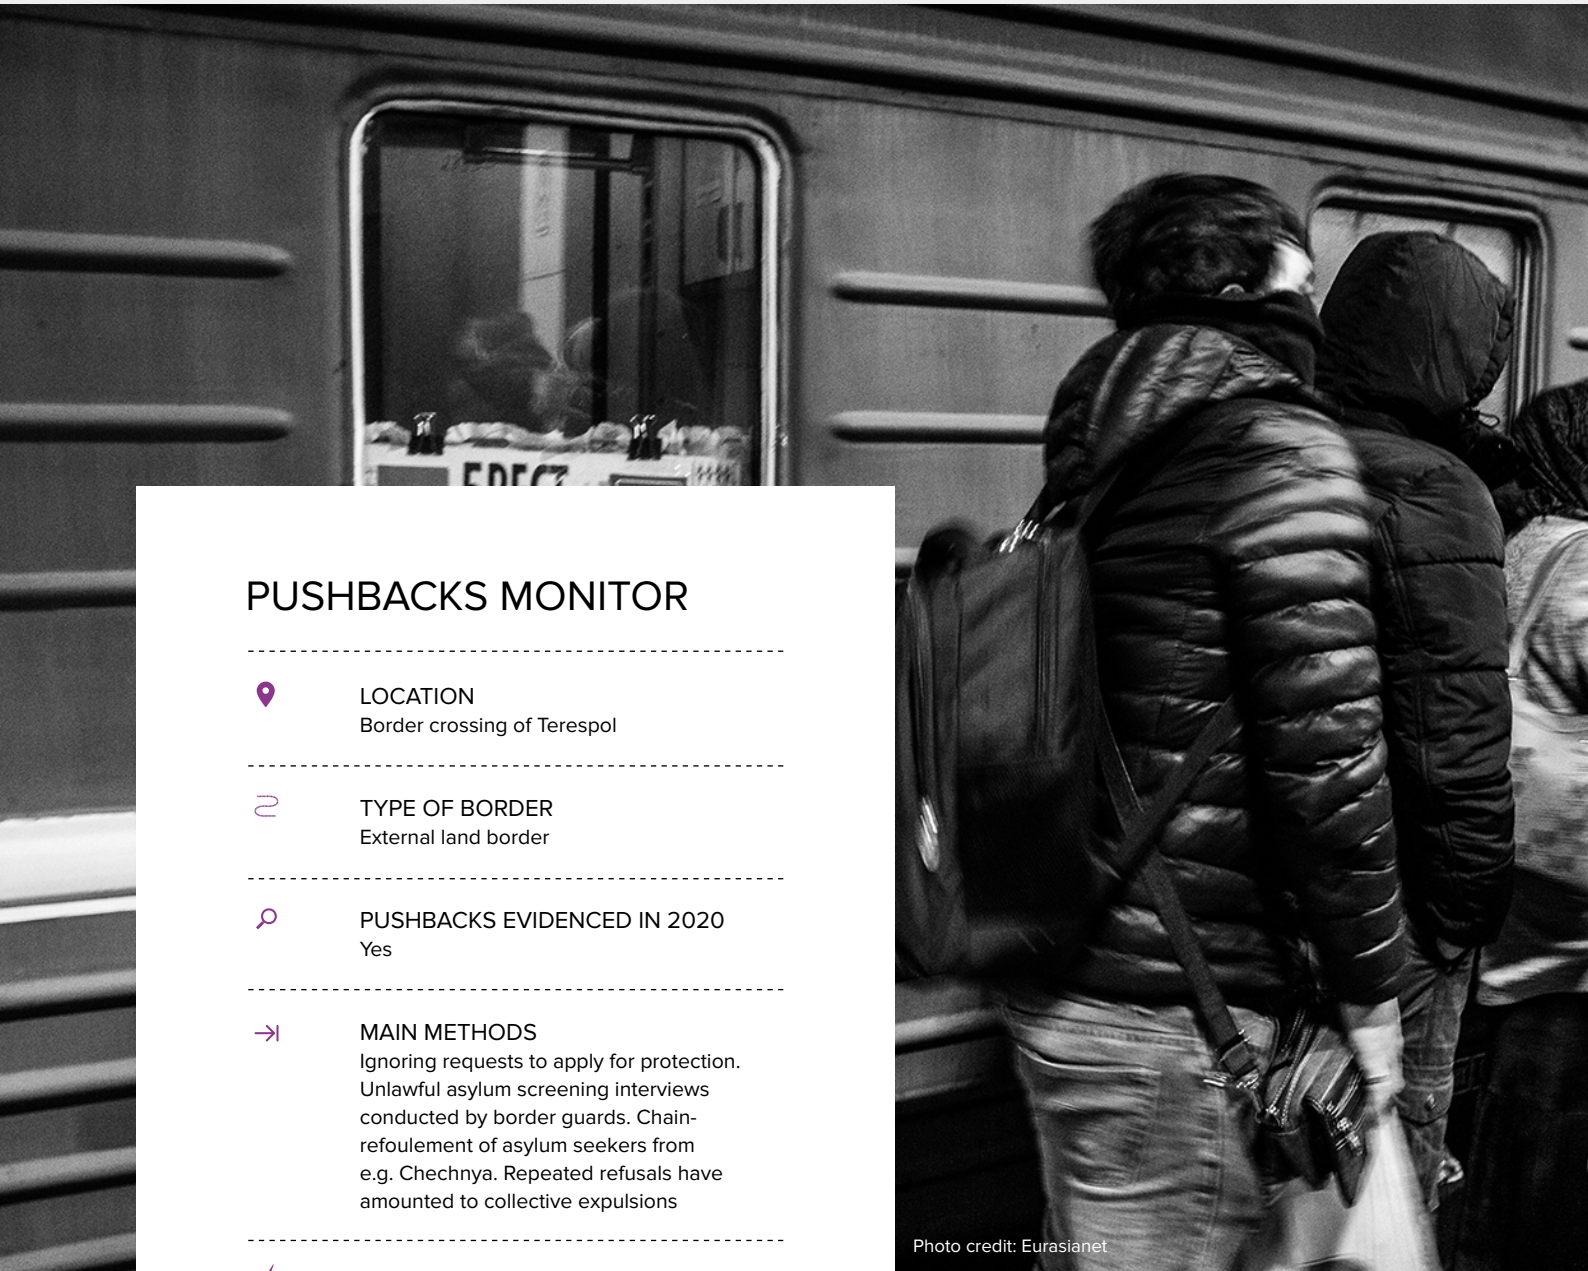 БРЕСТ
PUSHBACKS MONITOR
LOCATION
Border crossing of Terespol
TYPE OF BORDER
External land border
PUSHBACKS EVIDENCED IN 2020
Yes
MAIN METHODS
Ignoring requests to apply for protection.
Unlawful asylum screening interviews
conducted by border guards. Chain-
refoulement of asylum seekers from
e.g. Chechnya. Repeated refusals have
amounted to collective expulsions
Photo credit: Eurasianet